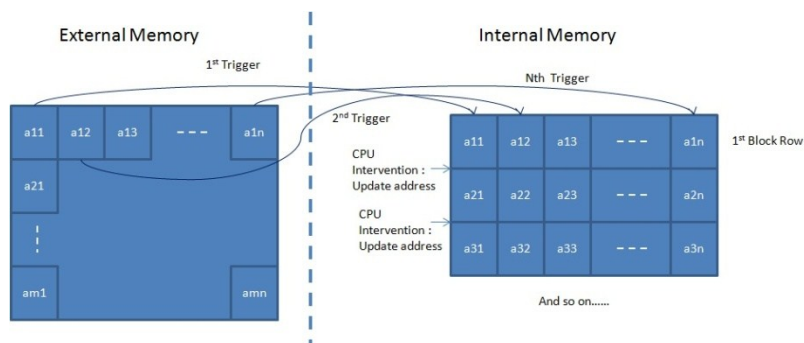 External Memory
Internal Memory
1st Trigger
Nth Trigger
2nd Trigger
a11 a12 a13 --- a1n
a21
am1 amn
a11 a12 a13 --- a1n
1st Block Row
CPU
Intervention :
Update address
a21 a22 a23 --- a2n
CPU
Intervention :
Update address
a31 a32 a33 --- a3n
And so on......